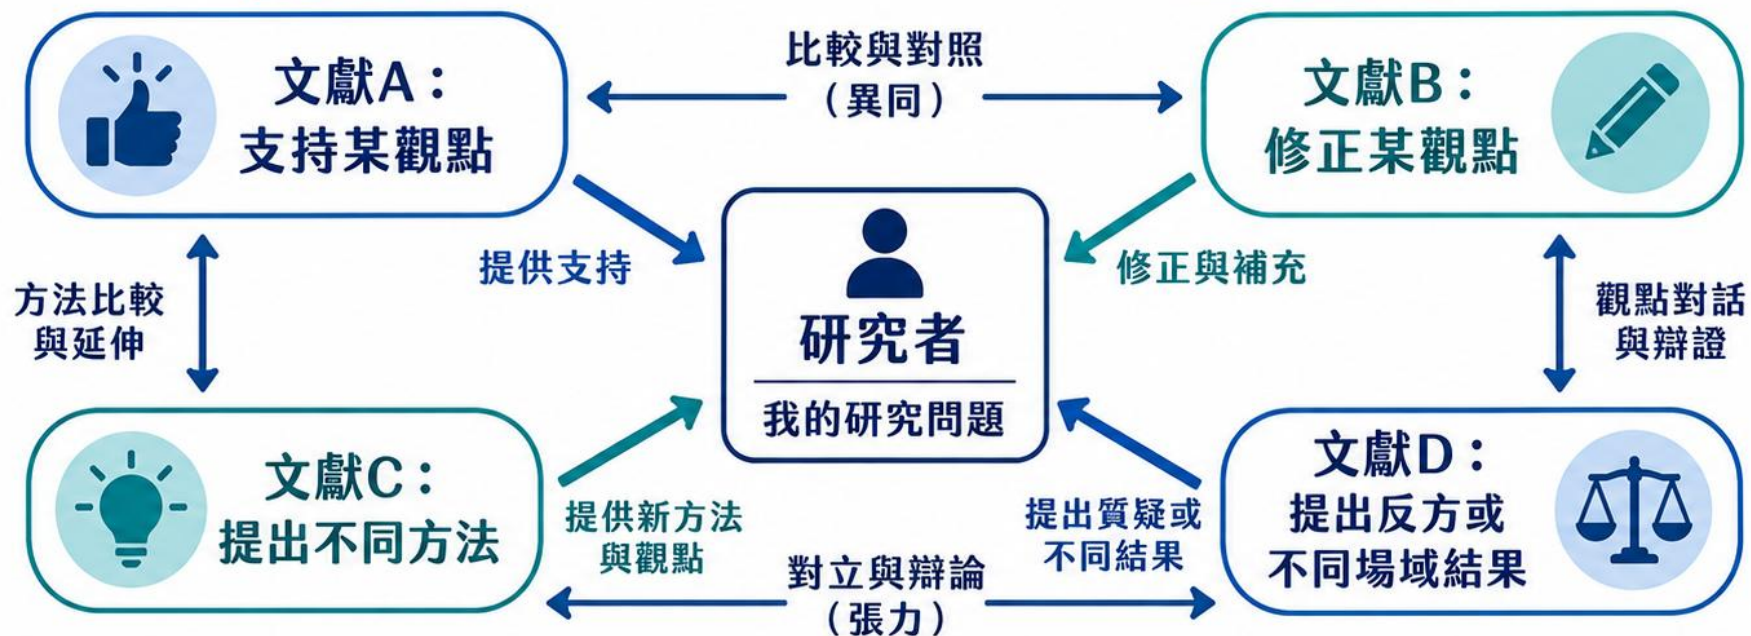 文獻A：
支持某觀點
比較與對照
（異同）
文獻B：
修正某觀點
提供支持
修正與補充
方法比較
與延伸
研究者
我的研究問題
觀點對話
與辯證
文獻C：
提出不同方法
提供新方法
與觀點
提出質疑或
不同結果
文獻D：
提出反方或
不同場域結果
對立與辯論
（張力）